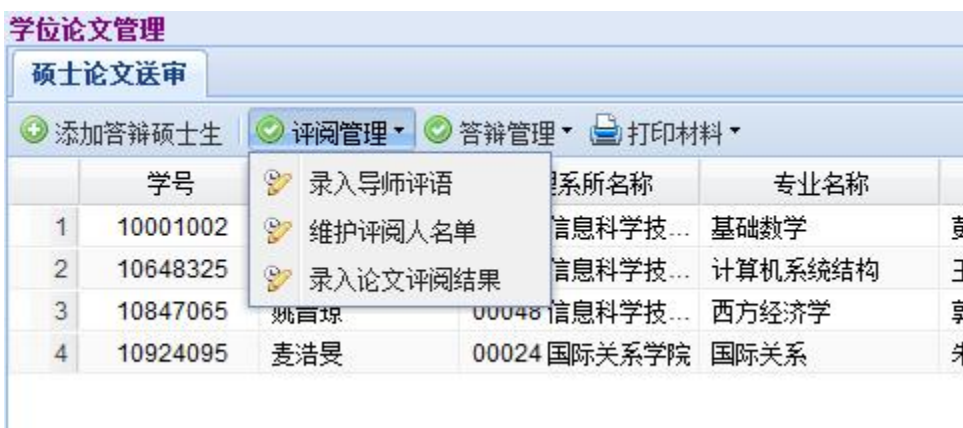 学位论文管理
硕士论文送审
添加答辩硕士生 评阅管理 答辩管理 打印材料
学号 系所名称 专业名称
录入导师评语
维护评阅人名单
录入论文评阅结果
1 10001002 信息科学技... 基础数学
2 10648325 信息科学技... 计算机系统结构
3 10847065 00048 信息科学技... 西方经济学
4 10924095 麦浩旻 00024 国际关系学院 国际关系